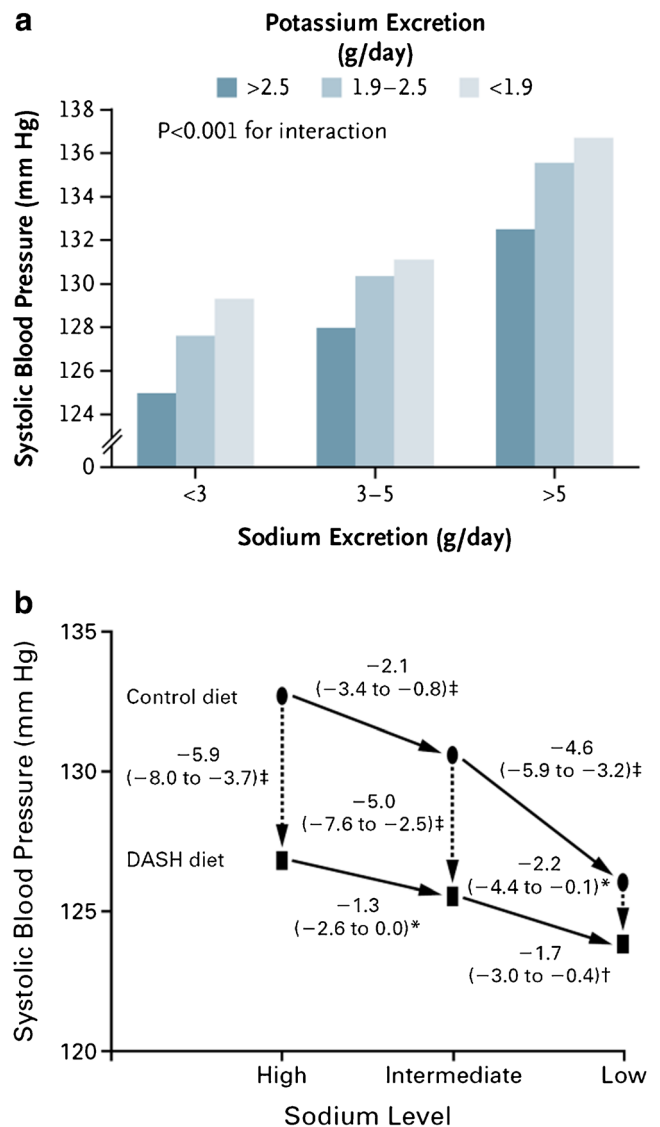 a
Potassium Excretion
(g/day)
>2.5 1.9–2.5 <1.9
Systolic Blood Pressure (mm Hg)
P<0.001 for interaction
138
136
134
132
130
128
126
124
0
<3 3–5 >5
Sodium Excretion (g/day)
b
Systolic Blood Pressure (mm Hg)
135
130
125
120
Control diet
−2.1
(−3.4 to −0.8)‡
−5.9
(−8.0 to −3.7)‡
−4.6
(−5.9 to −3.2)‡
−5.0
(−7.6 to −2.5)‡
DASH diet
−2.2
(−4.4 to −0.1)*
−1.3
(−2.6 to 0.0)*
−1.7
(−3.0 to −0.4)†
High Intermediate Low
Sodium Level